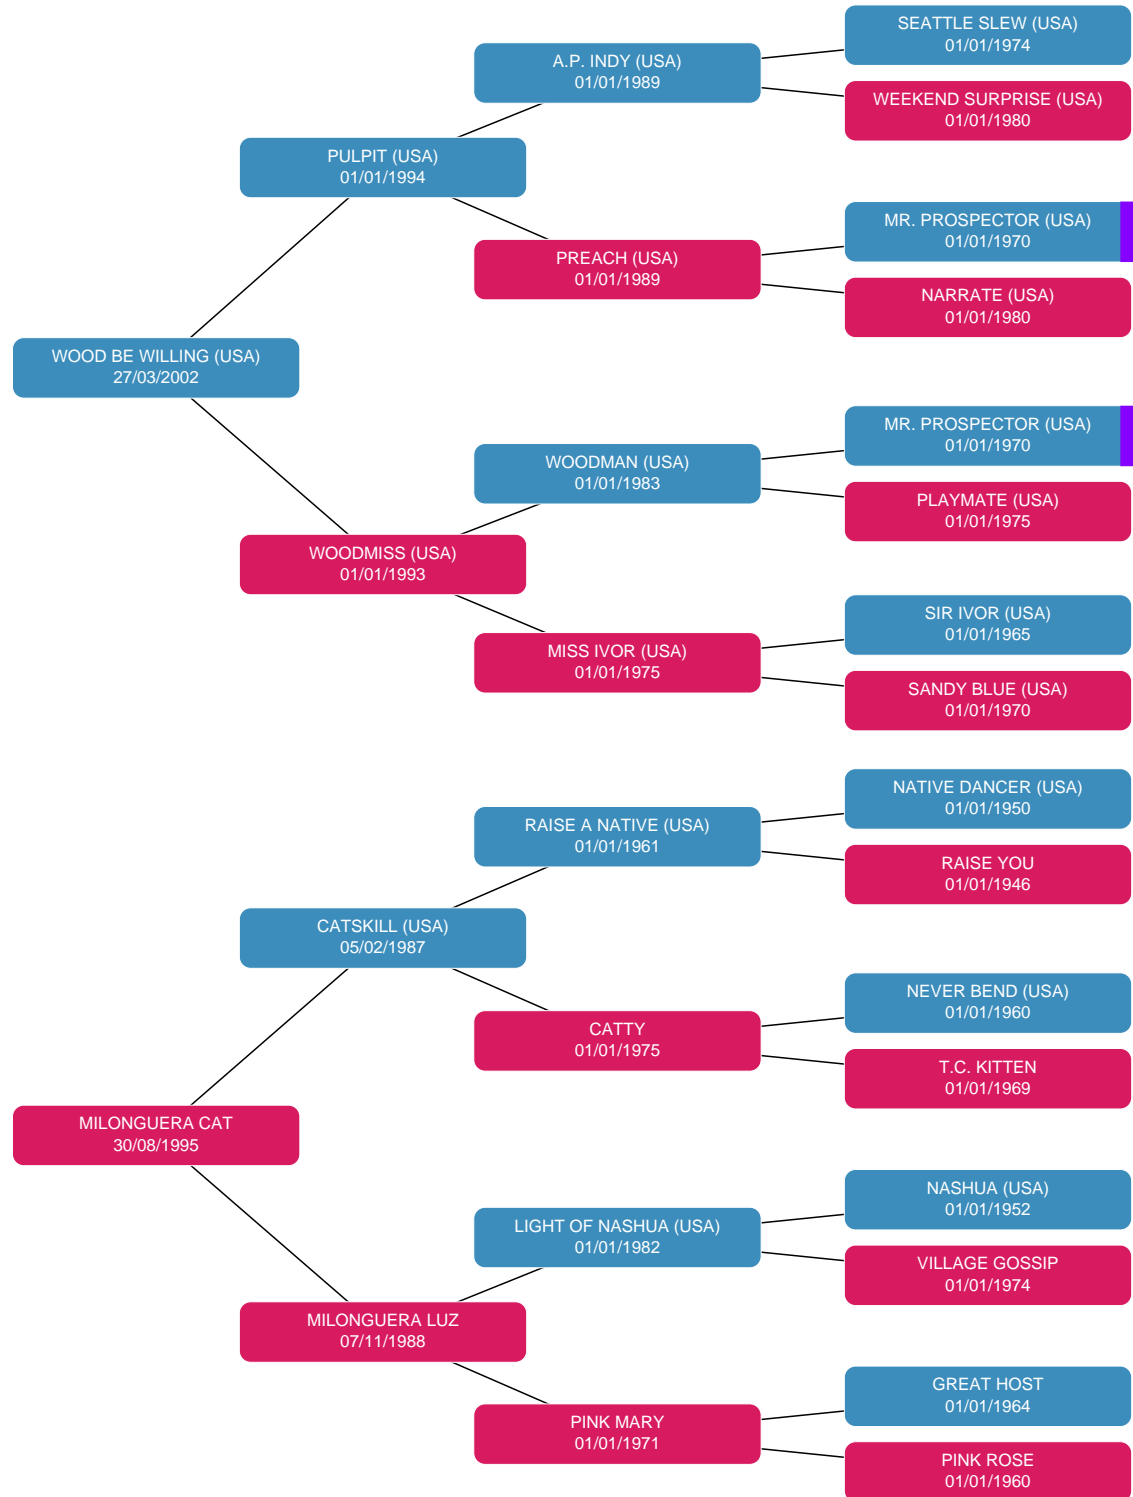 SEATTLE SLEW (USA)
01/01/1974
A.P. INDY (USA)
01/01/1989
WEEKEND SURPRISE (USA)
01/01/1980
PULPIT (USA)
01/01/1994
MR. PROSPECTOR (USA)
01/01/1970
PREACH (USA)
01/01/1989
NARRATE (USA)
01/01/1980
WOOD BE WILLING (USA)
27/03/2002
MR. PROSPECTOR (USA)
01/01/1970
WOODMAN (USA)
01/01/1983
PLAYMATE (USA)
01/01/1975
WOODMISS (USA)
01/01/1993
SIR IVOR (USA)
01/01/1965
MISS IVOR (USA)
01/01/1975
SANDY BLUE (USA)
01/01/1970
NATIVE DANCER (USA)
01/01/1950
RAISE A NATIVE (USA)
01/01/1961
RAISE YOU
01/01/1946
CATSKILL (USA)
05/02/1987
NEVER BEND (USA)
01/01/1960
CATTY
01/01/1975
T.C. KITTEN
01/01/1969
MILONGUERA CAT
30/08/1995
NASHUA (USA)
01/01/1952
LIGHT OF NASHUA (USA)
01/01/1982
VILLAGE GOSSIP
01/01/1974
MILONGUERA LUZ
07/11/1988
GREAT HOST
01/01/1964
PINK MARY
01/01/1971
PINK ROSE
01/01/1960